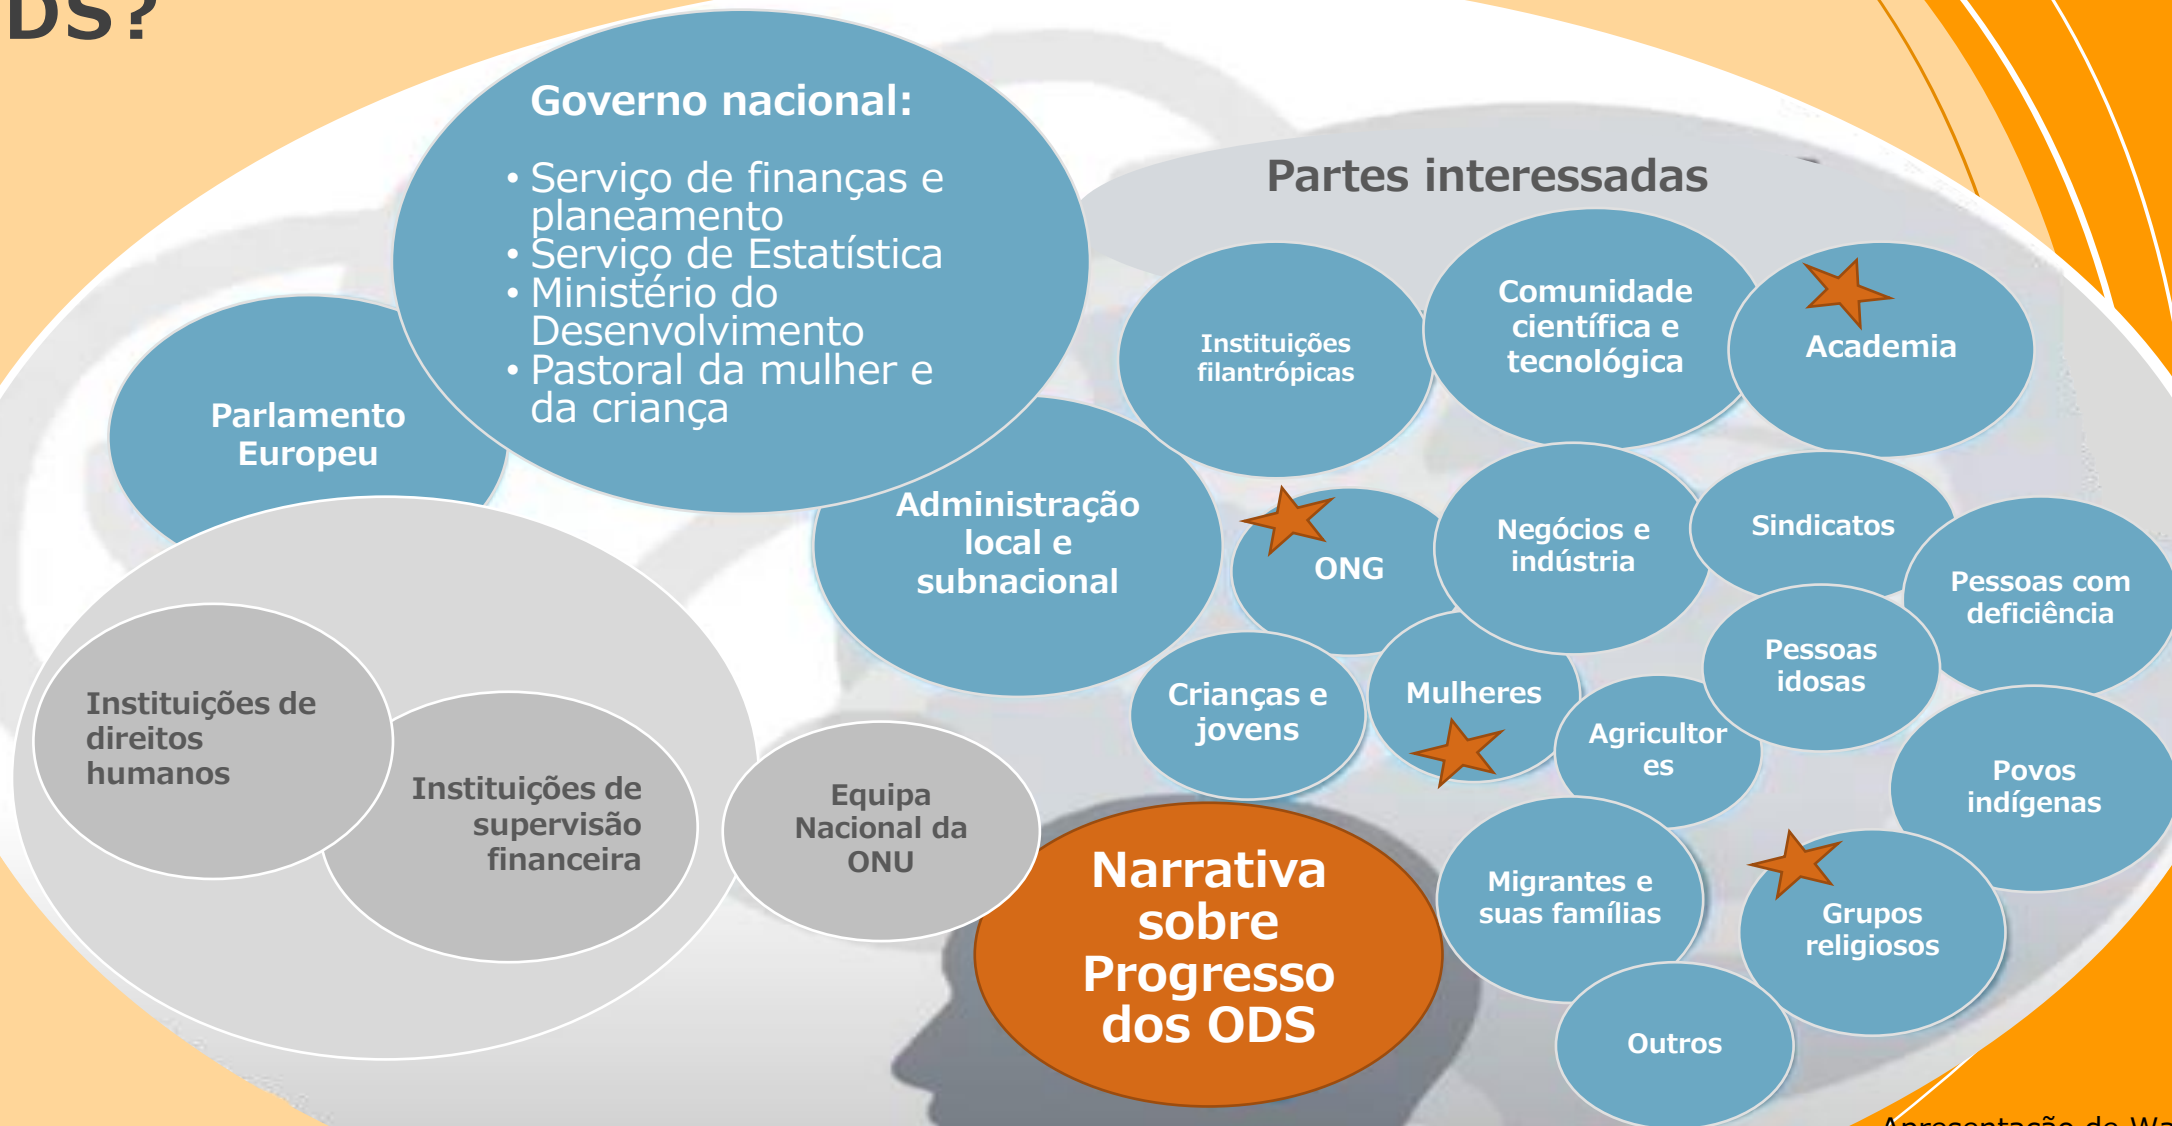 DS?
Governo nacional:
• Serviço de finanças e
planeamento
• Serviço de Estatística
• Ministério do
Desenvolvimento
• Pastoral da mulher e
da criança
Parlamento
Europeu
Administração
local e
subnacional
Instituições de
direitos
humanos
Instituições de
supervisão
financeira
Equipa
Nacional da
ONU
Narrativa
sobre
Progresso
dos ODS
Partes interessadas
Instituições
filantrópicas
Comunidade
científica e
tecnológica
Academia
ONG
Negócios e
indústria
Sindicatos
Pessoas com
deficiência
Crianças e
jovens
Mulheres
Agricultor
es
Pessoas
idosas
Povos
indígenas
Migrantes e
suas famílias
Grupos
religiosos
Outros
Apresentação de Wa